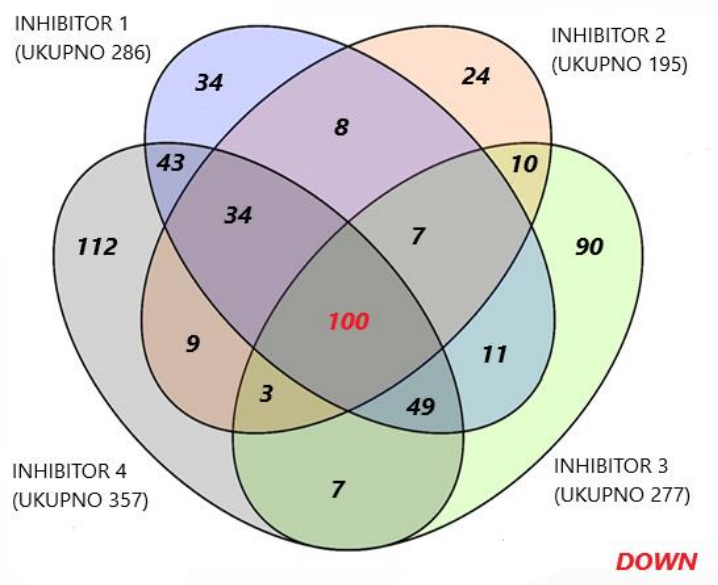 INHIBITOR 1
(UKUPNO 286)
INHIBITOR 2
(UKUPNO 195)
34
24
8
43
10
34
7
112
90
100
9
11
3
49
INHIBITOR 4
(UKUPNO 357)
INHIBITOR 3
(UKUPNO 277)
7
DOWN